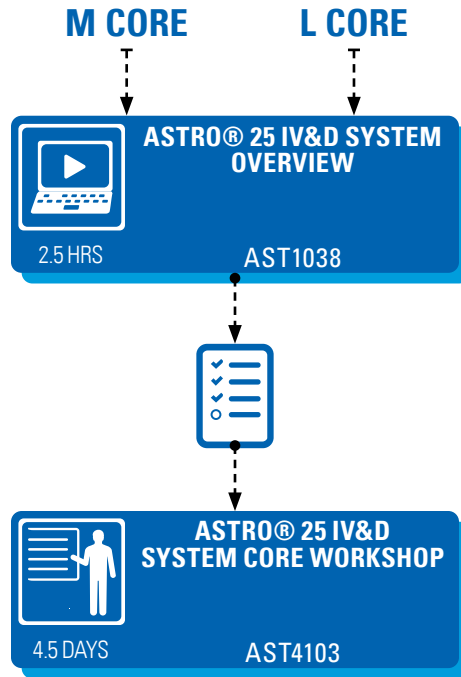 M CORE
L CORE
ASTRO® 25 IV&D SYSTEM
OVERVIEW
2.5 HRS
AST1038
ASTRO® 25 IV&D
SYSTEM CORE WORKSHOP
4.5 DAYS
AST4103